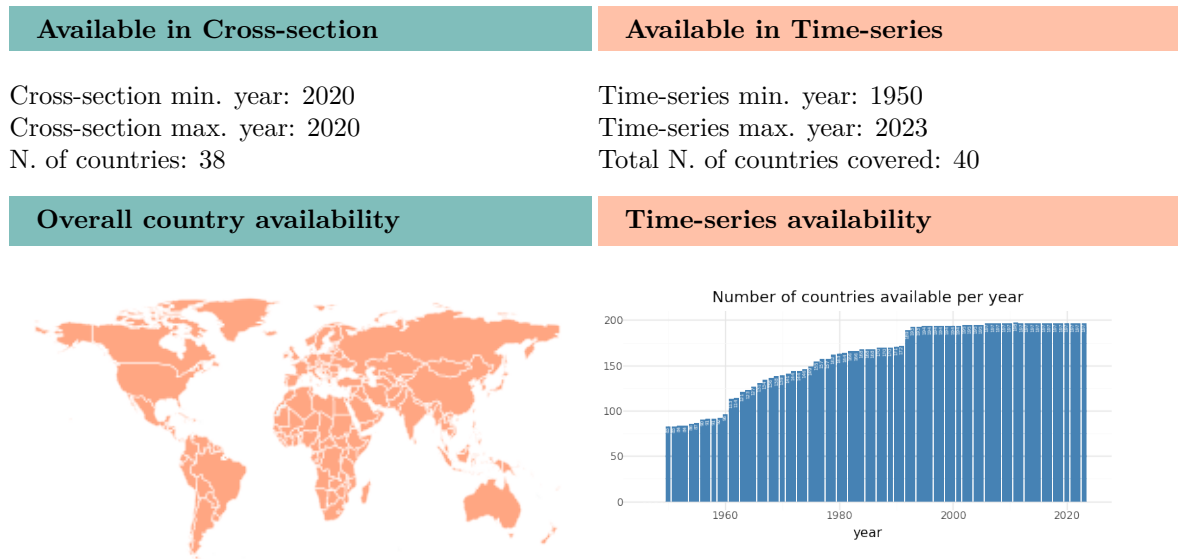 Available in Cross-section
Cross-section min. year: 2020
Cross-section max. year: 2020
N. of countries: 38
Available in Time-series
Time-series min. year: 1950
Time-series max. year: 2023
Total N. of countries covered: 40
Overall country availability
Time-series availability
Number of countries available per year
200
150
100
50
0
1960 1980 2000 2020
year